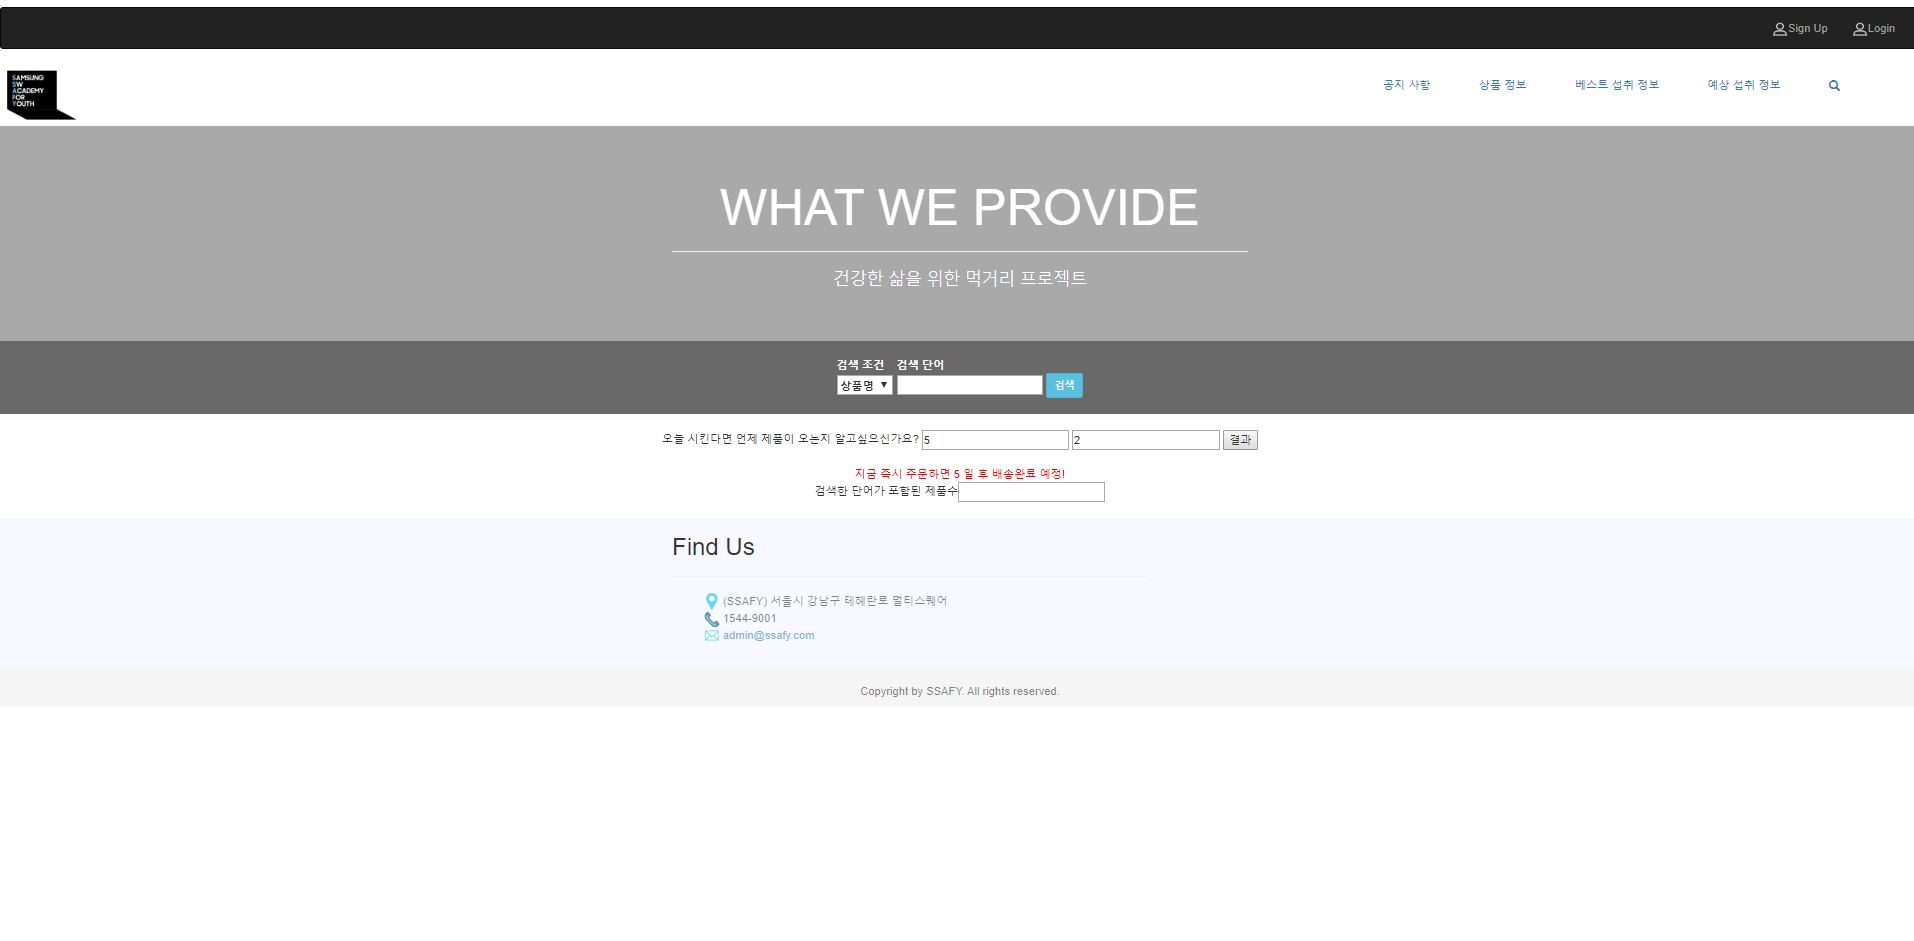 Sign Up Login
SAMSUNG
SW
ACADEMY
FOR
YOUTH
공지 사항 상품 정보 베스트 섭취 정보 예상 섭취 정보
WHAT WE PROVIDE
건강한 삶을 위한 먹거리 프로젝트
검색 조건 검색 단어
상품명 검색
오늘 시킨다면 언제 제품이 오는지 알고싶으신가요? 5 2 결과
지금 즉시 주문하면 5 일 후 배송완료 예정!
검색한 단어가 포함된 제품수
Find Us
(SSAFY) 서울시 강남구 테헤란로 멀티스퀘어
1544-9001
admin@ssafy.com
Copyright by SSAFY. All rights reserved.